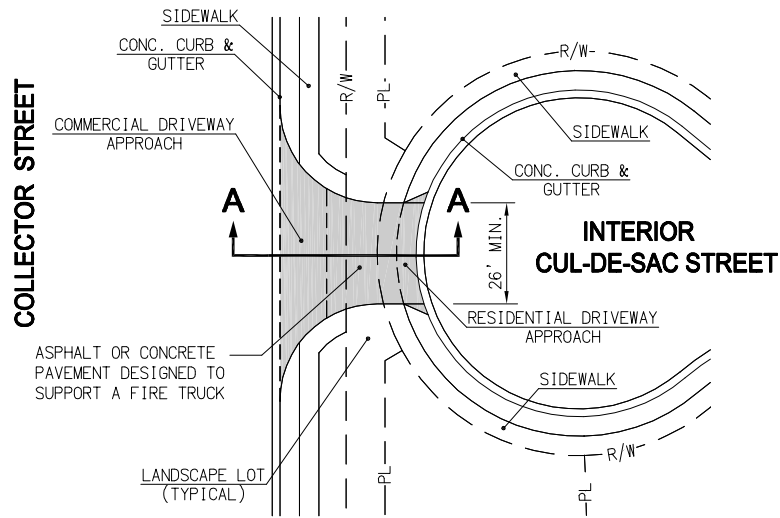 SIDEWALK
CONC. CURB &
GUTTER
COMMERCIAL DRIVEWAY
APPROACH
COLLECTOR STREET
R/W
PL
R/W
SIDEWALK
CONC. CURB &
GUTTER
A
A
26' MIN.
INTERIOR
CUL-DE-SAC STREET
RESIDENTIAL DRIVEWAY
APPROACH
ASPHALT OR CONCRETE
PAVEMENT DESIGNED TO
SUPPORT A FIRE TRUCK
SIDEWALK
LANDSCAPE LOT
(TYPICAL)
PL
R/W
PL